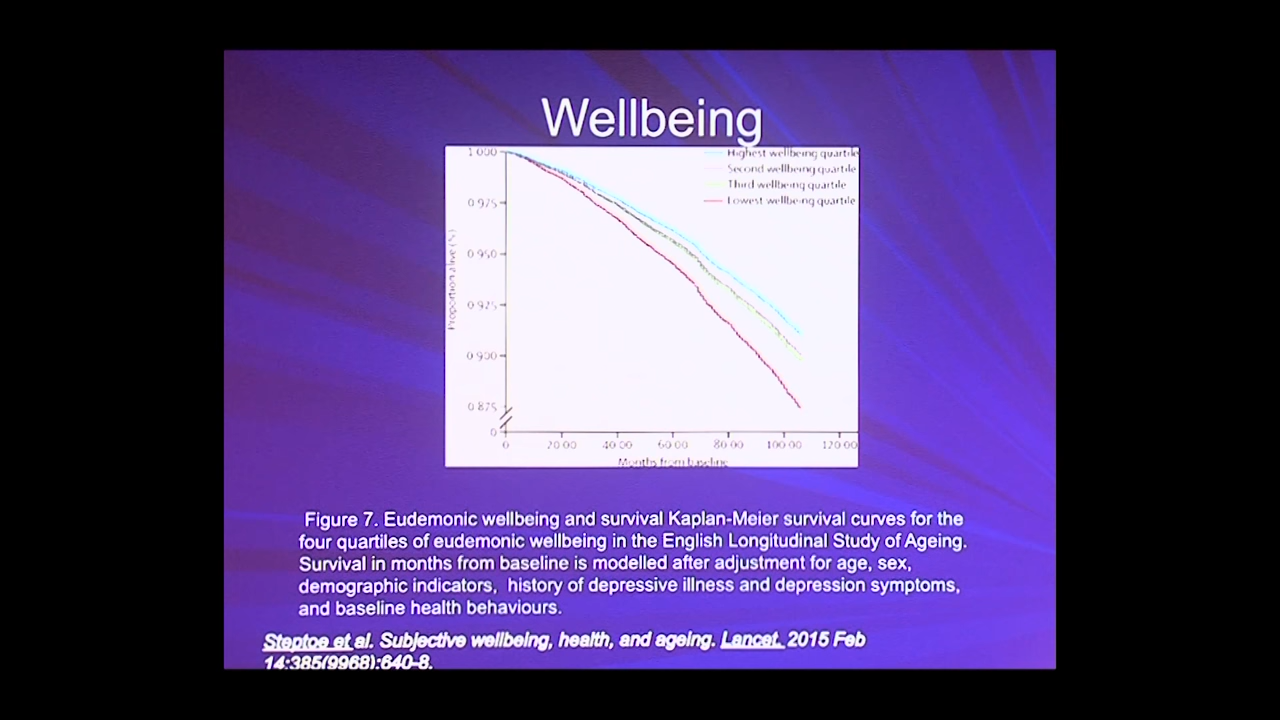 Wellbeing
1·000
0·975
0·950
0·925
0·900
0·875
0
Proportion alive (%)
Highest wellbeing quartile
Second wellbeing quartile
Third wellbeing quartile
Lowest wellbeing quartile
0 20·00 40·00 60·00 80·00 100·00 120·00
Months from baseline
Figure 7. Eudemonic wellbeing and survival Kaplan-Meier survival curves for the
four quartiles of eudemonic wellbeing in the English Longitudinal Study of Ageing.
Survival in months from baseline is modelled after adjustment for age, sex,
demographic indicators, history of depressive illness and depression symptoms,
and baseline health behaviours.
Steptoe et al. Subjective wellbeing, health, and ageing. Lancet. 2015 Feb
14;385(9968):640-8.